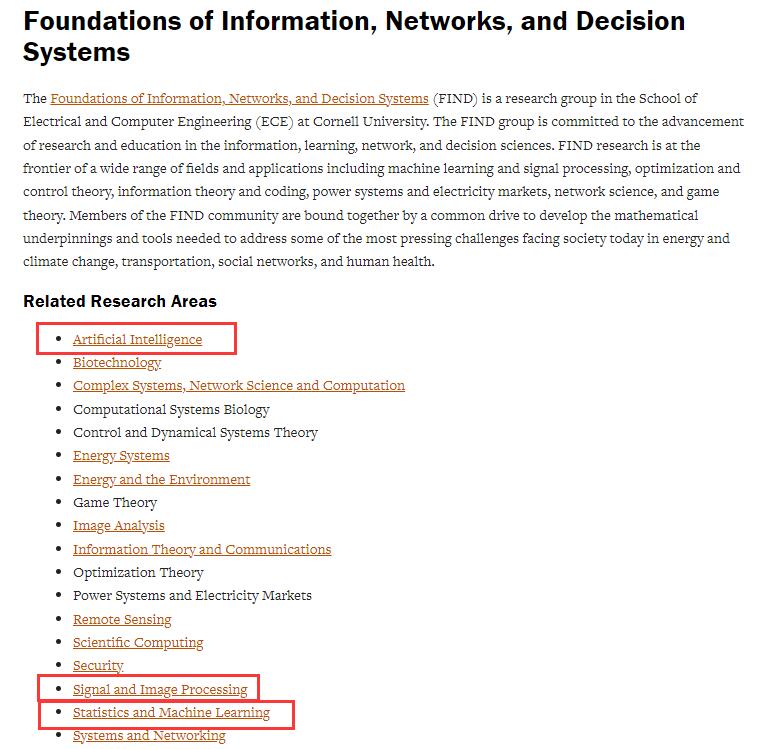 Foundations of Information, Networks, and Decision
Systems
The Foundations of Information, Networks, and Decision Systems (FIND) is a research group in the School of
Electrical and Computer Engineering (ECE) at Cornell University. The FIND group is committed to the advancement
of research and education in the information, learning, network, and decision sciences. FIND research is at the
frontier of a wide range of fields and applications including machine learning and signal processing, optimization and
control theory, information theory and coding, power systems and electricity markets, network science, and game
theory. Members of the FIND community are bound together by a common drive to develop the mathematical
underpinnings and tools needed to address some of the most pressing challenges facing society today in energy and
climate change, transportation, social networks, and human health.
Related Research Areas
• Artificial Intelligence
• Biotechnology
• Complex Systems, Network Science and Computation
• Computational Systems Biology
• Control and Dynamical Systems Theory
• Energy Systems
• Energy and the Environment
• Game Theory
• Image Analysis
• Information Theory and Communications
• Optimization Theory
• Power Systems and Electricity Markets
• Remote Sensing
• Scientific Computing
• Security
• Signal and Image Processing
• Statistics and Machine Learning
• Systems and Networking